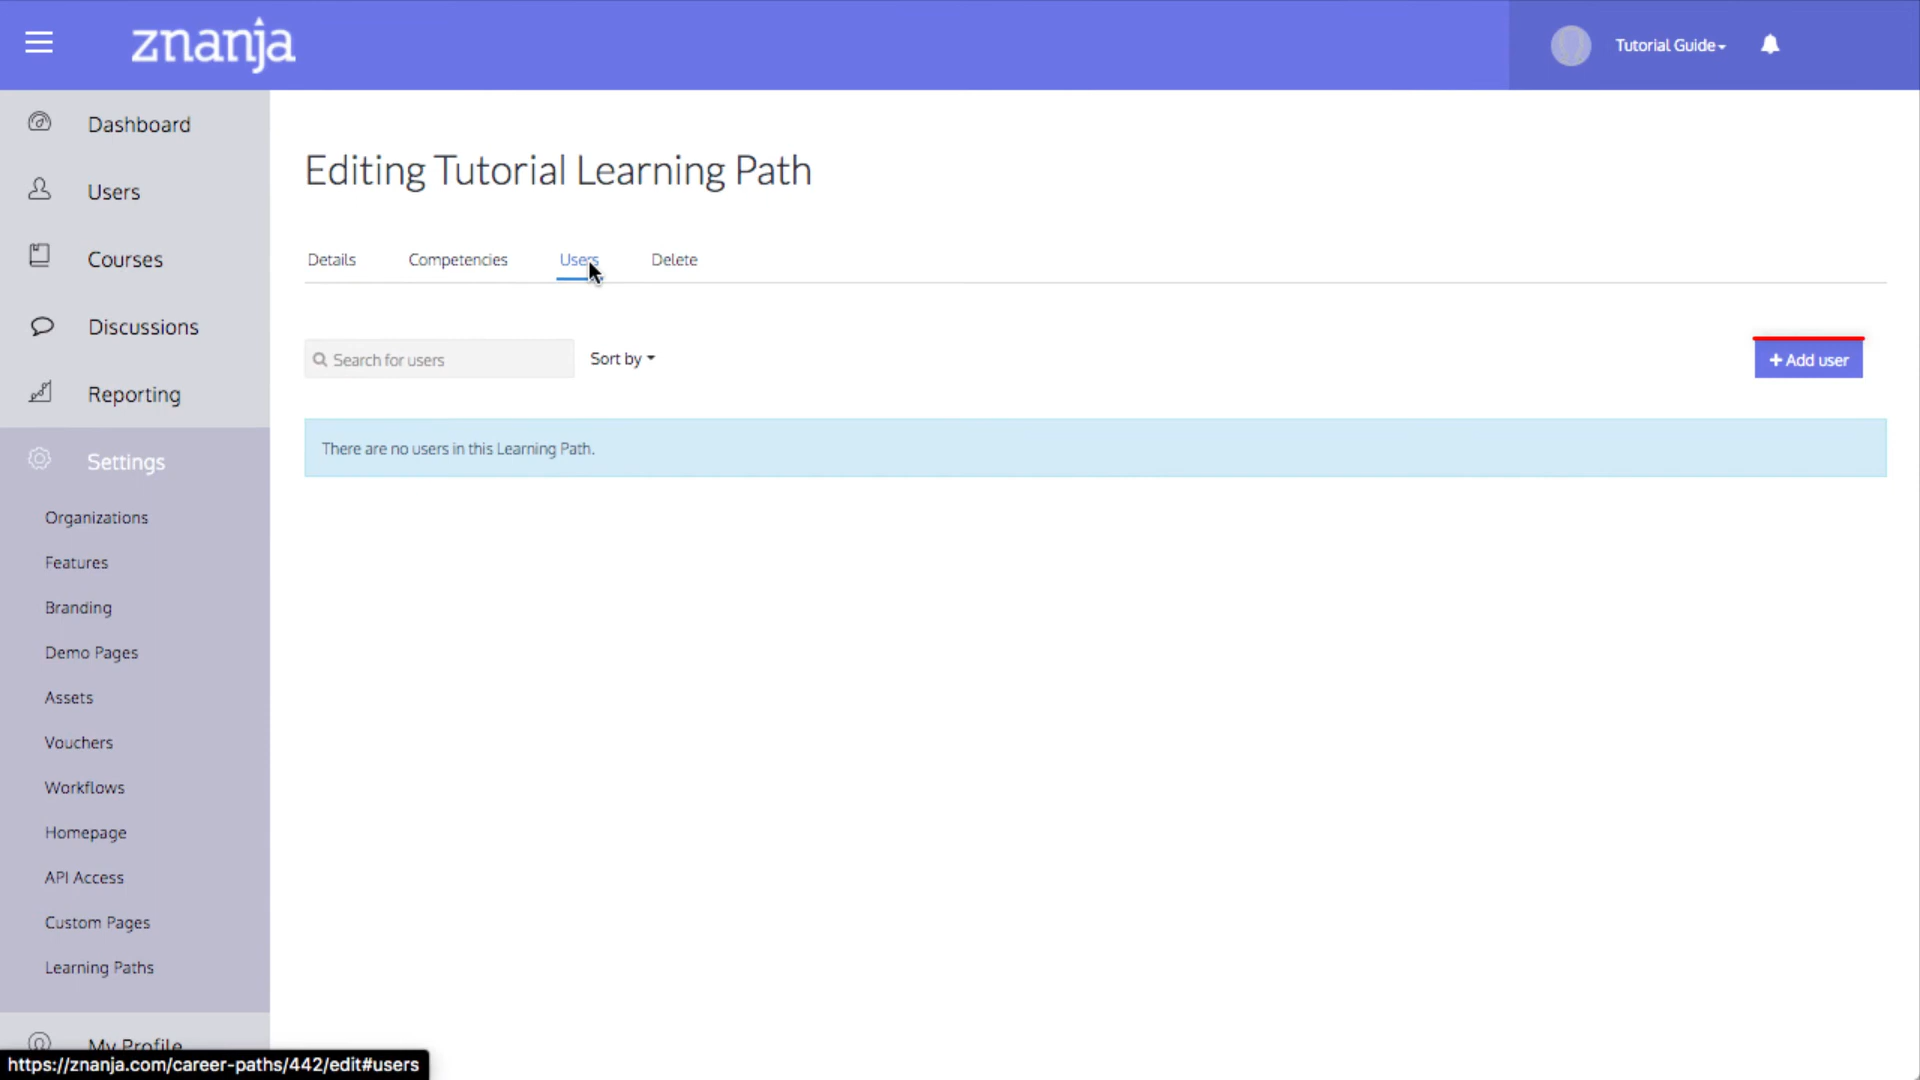 znanja
Tutorial Guide
Dashboard
Users
Courses
Discussions
Reporting
Settings
Organizations
Features
Branding
Demo Pages
Assets
Vouchers
Workflows
Homepage
API Access
Custom Pages
Learning Paths
My Profile
Editing Tutorial Learning Path
Details Competencies Users Delete
Search for users Sort by + Add user
There are no users in this Learning Path.
https://znanja.com/career-paths/442/edit#users